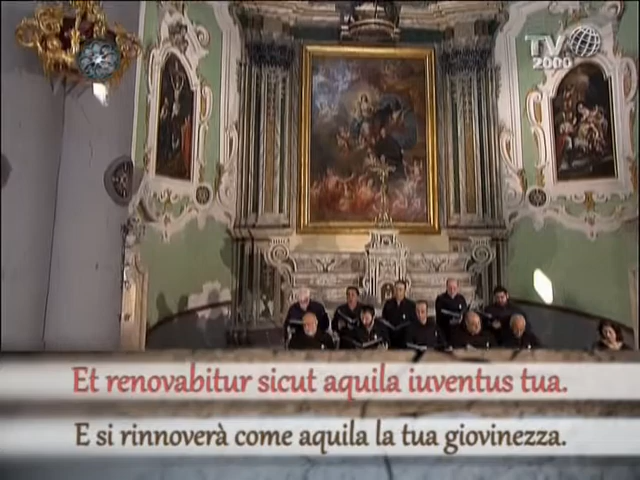 TV
2000
Et renovabitur sicut aquila iuventus tua.
E si rinnoverà come aquila la tua giovinezza.